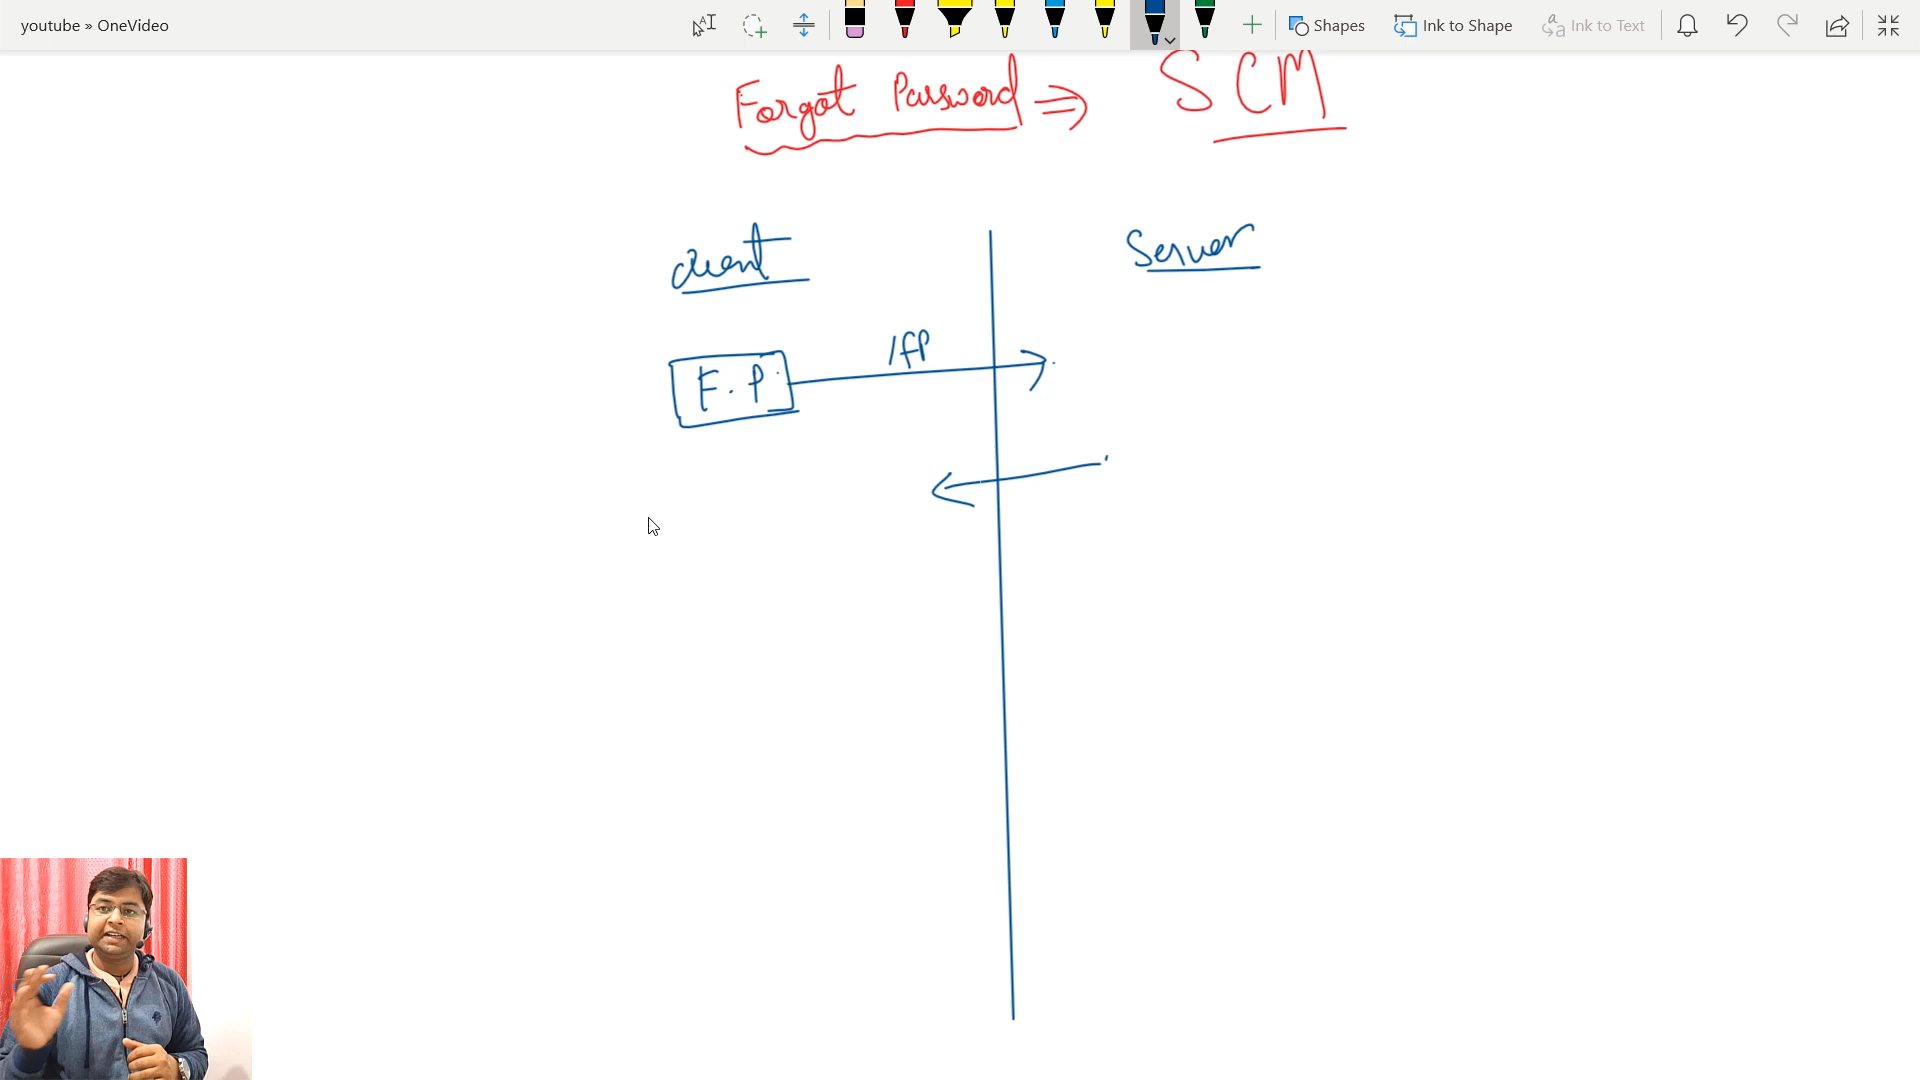 youtube » OneVideo
Shapes
Ink to Shape
Ink to Text
Forgot Password ⇒ SCM
client
Server
/fP
F.P.